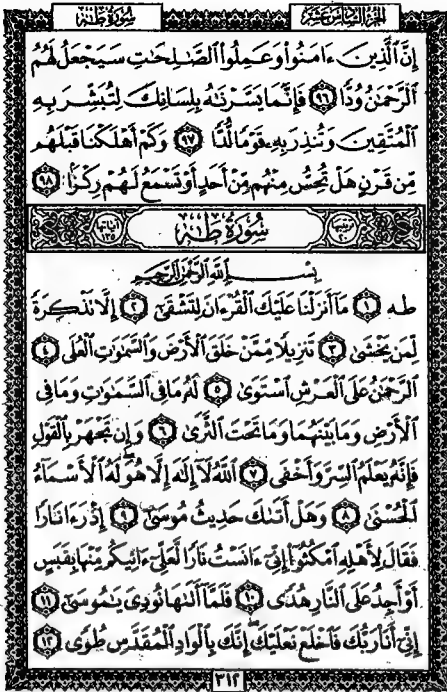 الجزء السادس عشر سورة طه
إِنَّ ٱلَّذِينَ ءَامَنُوا۟ وَعَمِلُوا۟ ٱلصَّـٰلِحَـٰتِ سَيَجْعَلُ لَهُمُ
ٱلرَّحْمَـٰنُ وُدًّا ٩٦ فَإِنَّمَا يَسَّرْنَـٰهُ بِلِسَانِكَ لِتُبَشِّرَ بِهِ
ٱلْمُتَّقِينَ وَتُنذِرَ بِهِۦ قَوْمًا لُّدًّا ٩٧ وَكَمْ أَهْلَكْنَا قَبْلَهُم
مِّن قَرْنٍ هَلْ تُحِسُّ مِنْهُم مِّنْ أَحَدٍ أَوْ تَسْمَعُ لَهُمْ رِكْزًۢا ٩٨
سُورَةُ طه
بِسْمِ ٱللَّهِ ٱلرَّحْمَـٰنِ ٱلرَّحِيمِ
طه ١ مَآ أَنزَلْنَا عَلَيْكَ ٱلْقُرْءَانَ لِتَشْقَىٰٓ ٢ إِلَّا تَذْكِرَةً
لِّمَن يَخْشَىٰ ٣ تَنزِيلًا مِّمَّنْ خَلَقَ ٱلْأَرْضَ وَٱلسَّمَـٰوَٰتِ ٱلْعُلَى ٤
ٱلرَّحْمَـٰنُ عَلَى ٱلْعَرْشِ ٱسْتَوَىٰ ٥ لَهُۥ مَا فِى ٱلسَّمَـٰوَٰتِ وَمَا فِى
ٱلْأَرْضِ وَمَا بَيْنَهُمَا وَمَا تَحْتَ ٱلثَّرَىٰ ٦ وَإِن تَجْهَرْ بِٱلْقَوْلِ
فَإِنَّهُۥ يَعْلَمُ ٱلسِّرَّ وَأَخْفَى ٧ ٱللَّهُ لَآ إِلَـٰهَ إِلَّا هُوَ لَهُ ٱلْأَسْمَآءُ
ٱلْحُسْنَىٰ ٨ وَهَلْ أَتَىٰكَ حَدِيثُ مُوسَىٰٓ ٩ إِذْ رَءَا نَارًا
فَقَالَ لِأَهْلِهِ ٱمْكُثُوٓا۟ إِنِّىٓ ءَانَسْتُ نَارًا لَّعَلِّىٓ ءَاتِيكُم مِّنْهَا بِقَبَسٍ
أَوْ أَجِدُ عَلَى ٱلنَّارِ هُدًى ١٠ فَلَمَّآ أَتَىٰهَا نُودِىَ يَـٰمُوسَىٰٓ ١١
إِنِّىٓ أَنَا۠ رَبُّكَ فَٱخْلَعْ نَعْلَيْكَ إِنَّكَ بِٱلْوَادِ ٱلْمُقَدَّسِ طُوًى ١٢
٣١٢